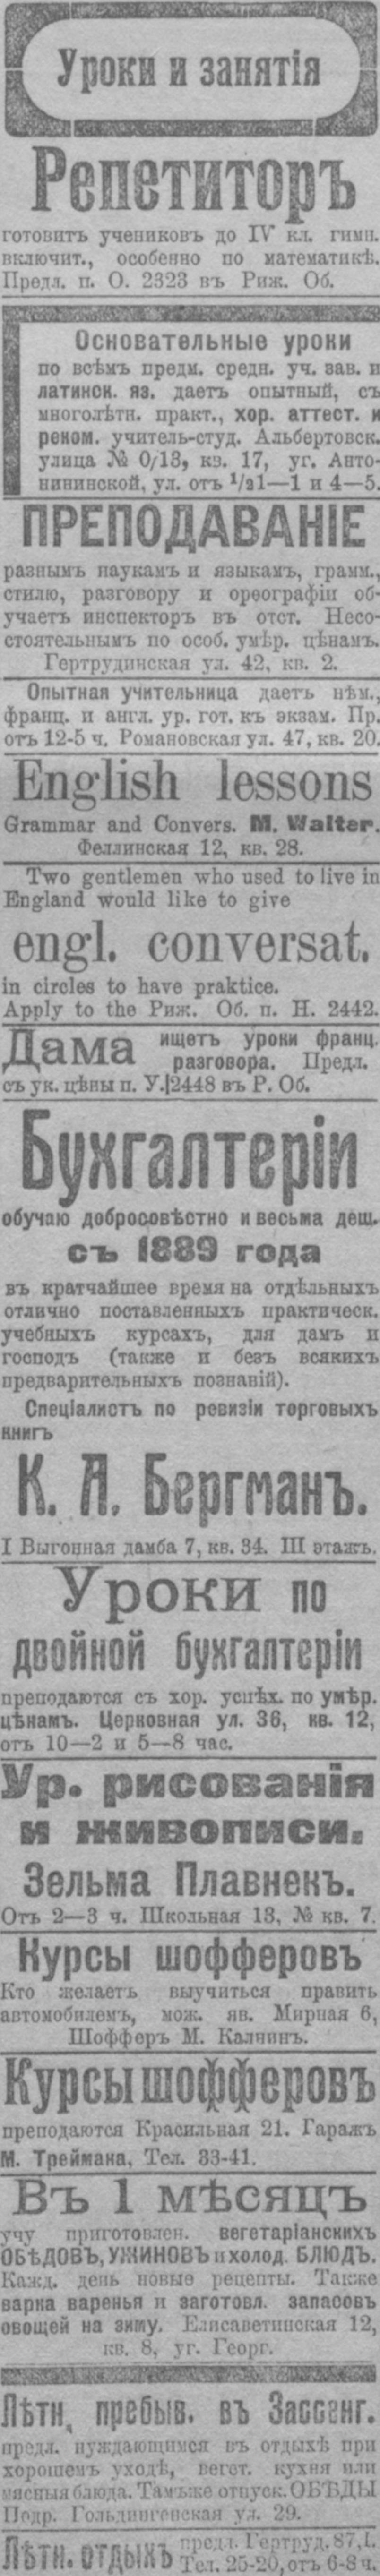 Уроки и занятія
Репетиторъ
готовитъ учениковъ до IV кл. гимн.
включит., особенно по математикѣ.
Предл. п. О. 2323 въ Риж. Об.
Основательные уроки
по всѣмъ предм. средн. уч. зав. и
латинск. яз. даетъ опытный, съ
многолѣтн. практ., хор. аттест. и
реком. учитель-студ. Альбертовск.
улица № 0/13, кв. 17, уг. Анто-
нининской, ул. отъ 1/21—1 и 4—5.
ПРЕПОДАВАНІЕ
разнымъ наукамъ и языкамъ, грамм.,
стилю, разговору и орѳографіи об-
учаетъ инспекторъ въ отст. Несо-
стоятельнымъ по особ. умѣр. цѣнамъ.
Гертрудинская ул. 42, кв. 2.
Опытная учительница даетъ нѣм.,
франц. и англ. ур. гот. къ экзам. Пр.
отъ 12-5 ч. Романовская ул. 47, кв. 20.
English lessons
Grammar and Convers. M. Walter.
Феллинская 12, кв. 28.
Two gentlemen who used to live in
England would like to give
engl. conversat.
in circles to have praktice.
Apply to the Риж. Об. п. Н. 2442.
Дама ищетъ уроки франц.
разговора. Предл.
съ ук. цѣны п. У. 2448 въ Р. Об.
Бухгалтеріи
обучаю добросовѣстно и весьма деш.
съ 1889 года
въ кратчайшее время на отдѣльныхъ
отлично поставленныхъ практическ.
учебныхъ курсахъ, для дамъ и
господъ (также и безъ всякихъ
предварительныхъ познаній).
Спеціалистъ по ревизіи торговыхъ
книгъ
К. А. Бергманъ.
I Выгонная дамба 7, кв. 34. III этажъ.
Уроки по
двойной бухгалтеріи
преподаются съ хор. успѣх. по умѣр.
цѣнамъ. Церковная ул. 36, кв. 12,
отъ 10—2 и 5—8 час.
Ур. рисованія
и живописи.
Зельма Плавнекъ.
Отъ 2—3 ч. Школьная 13, № кв. 7.
Курсы шофферовъ
Кто желаетъ выучиться править
автомобилемъ, мож. яв. Мирная 6,
Шофферъ М. Калнинъ.
Курсы шофферовъ
преподаются Красильная 21. Гаражъ
М. Треймана, Тел. 33-41.
Въ 1 мѣсяцъ
учу приготовлен. вегетаріанскихъ
ОБѢДОВЪ, УЖИНОВЪ и холод. БЛЮДЪ.
Кажд. день новые рецепты. Также
варка варенья и заготовл. запасовъ
овощей на зиму. Елисаветинская 12,
кв. 8, уг. Георг.
Лѣтн. пребыв. въ Зассенг.
предл. нуждающимся въ отдыхѣ при
хорошемъ уходѣ, вегет. кухня или
мясныя блюда. Тамъ же отпуск. ОБѢДЫ
Подр. Гольдингенская ул. 29.
Лѣтн. отдыхъ предл. Гертруд. 87, I.
Тел. 25-20, отъ 6-8 ч.